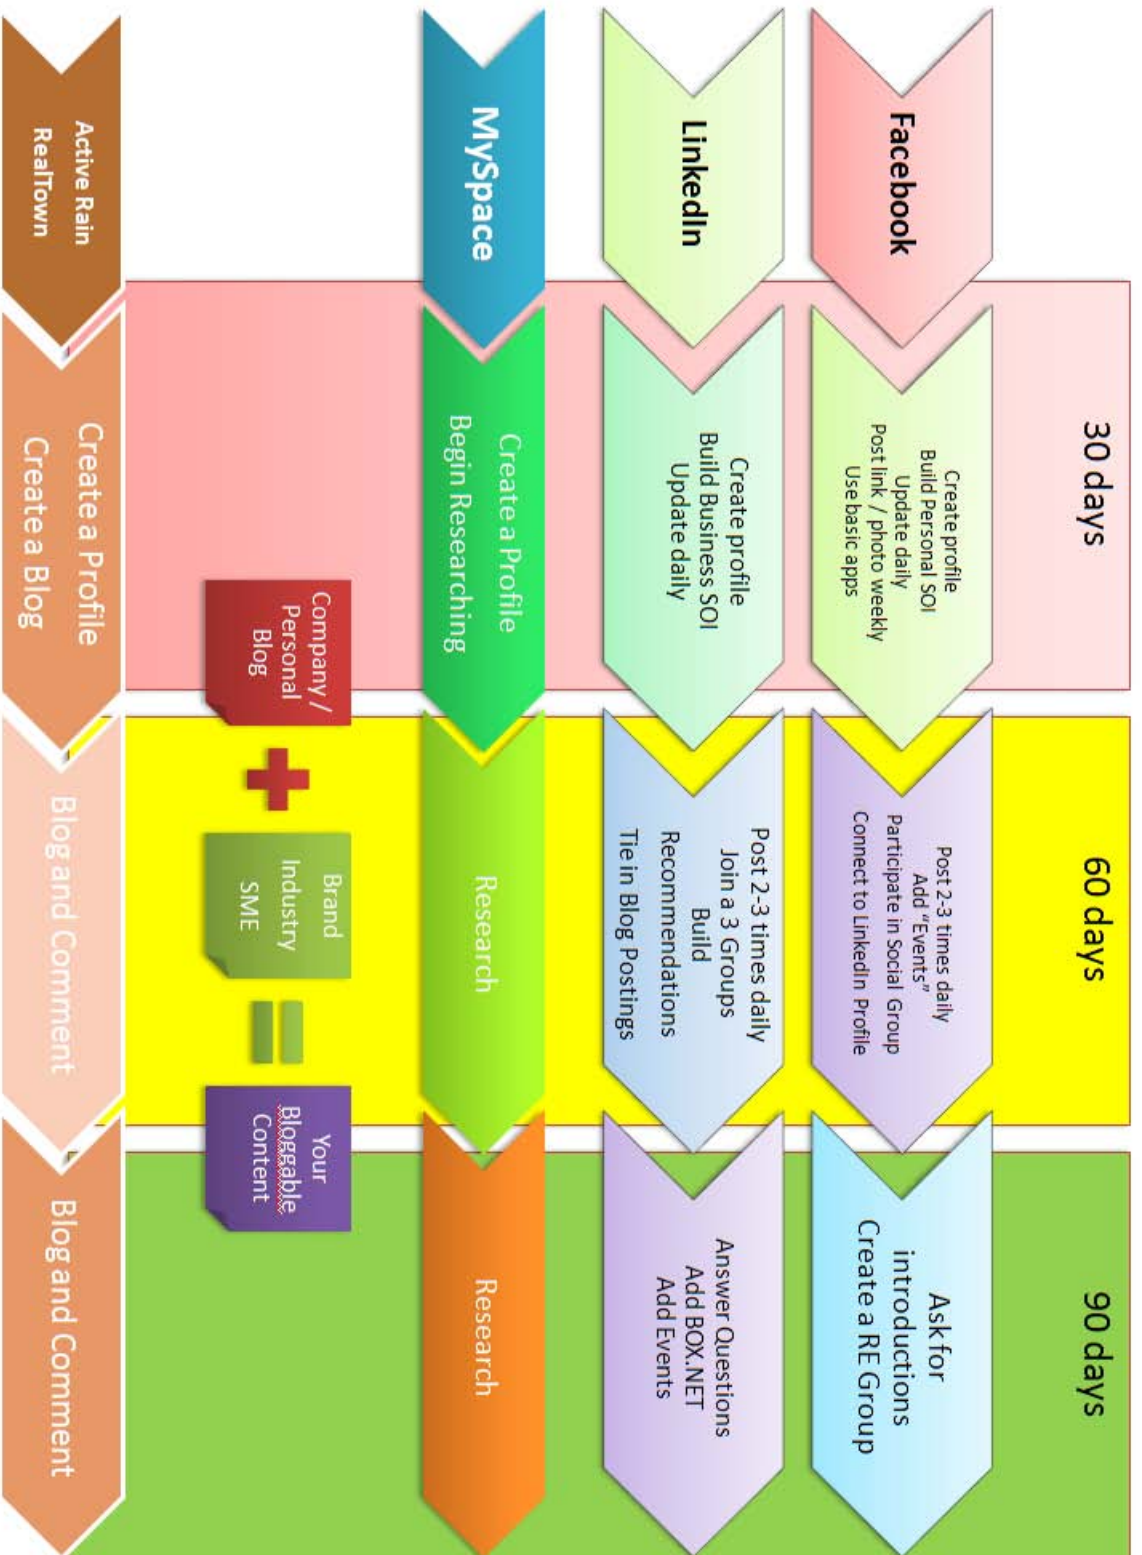 30 days
60 days
90 days
Facebook
Create profile
Build Personal SOI
Update daily
Post link / photo weekly
Use basic apps
Post 2-3 times daily
Add “Events”
Participate in Social Group
Connect to LinkedIn Profile
Ask for
introductions
Create a RE Group
LinkedIn
Create profile
Build Business SOI
Update daily
Post 2-3 times daily
Join a 3 Groups
Build
Recommendations
Tie in Blog Postings
Answer Questions
Add BOX.NET
Add Events
MySpace
Create a Profile
Begin Researching
Research
Research
Company /
Personal
Blog
Brand
Industry
SME
Your
Bloggable
Content
Active Rain
RealTown
Create a Profile
Create a Blog
Blog and Comment
Blog and Comment